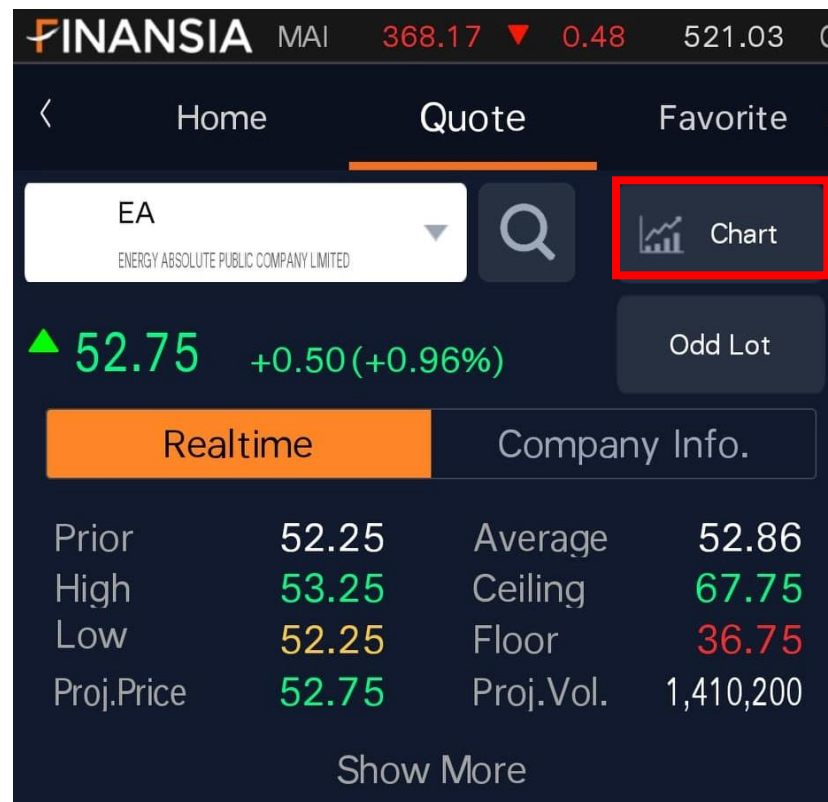 FINANSIA MAI 368.17 ▼ 0.48 521.03
< Home Quote Favorite
EA
ENERGY ABSOLUTE PUBLIC COMPANY LIMITED
Chart
▲ 52.75 +0.50 (+0.96%)
Odd Lot
Realtime Company Info.
Prior 52.25 Average 52.86
High 53.25 Ceiling 67.75
Low 52.25 Floor 36.75
Proj.Price 52.75 Proj.Vol. 1,410,200
Show More